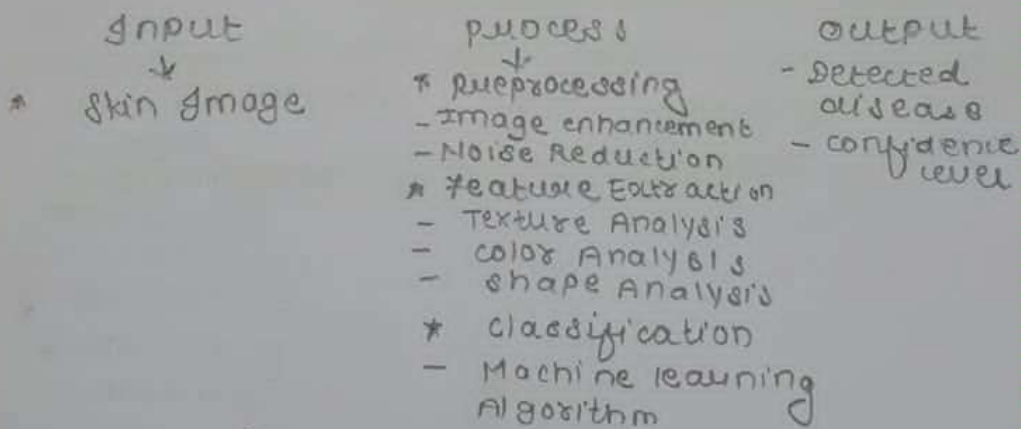 Input
↓
* Skin Image
process
↓
* Preprocessing
- Image enhancement
- Noise Reduction
* Feature Extraction
- Texture Analysis
- Color Analysis
- Shape Analysis
* Classification
- Machine learning
Algorithm
output
- Detected
disease
- confidence
level